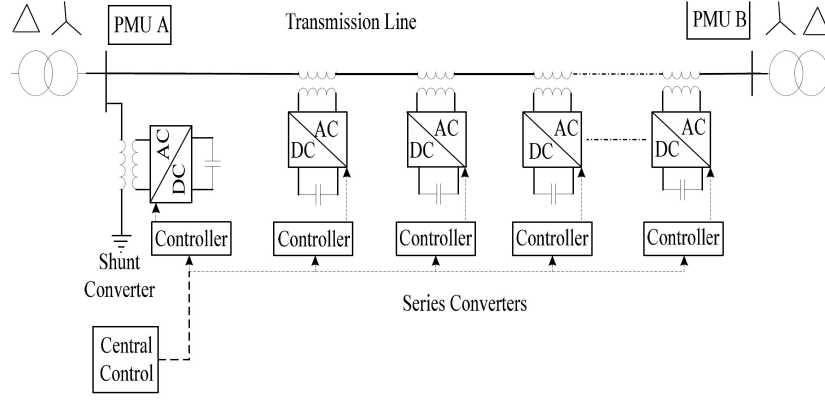 PMU A
Transmission Line
PMU B
AC
DC
AC
DC
AC
DC
AC
DC
AC
DC
Controller
Controller
Controller
Controller
Controller
Shunt
Converter
Series Converters
Central
Control